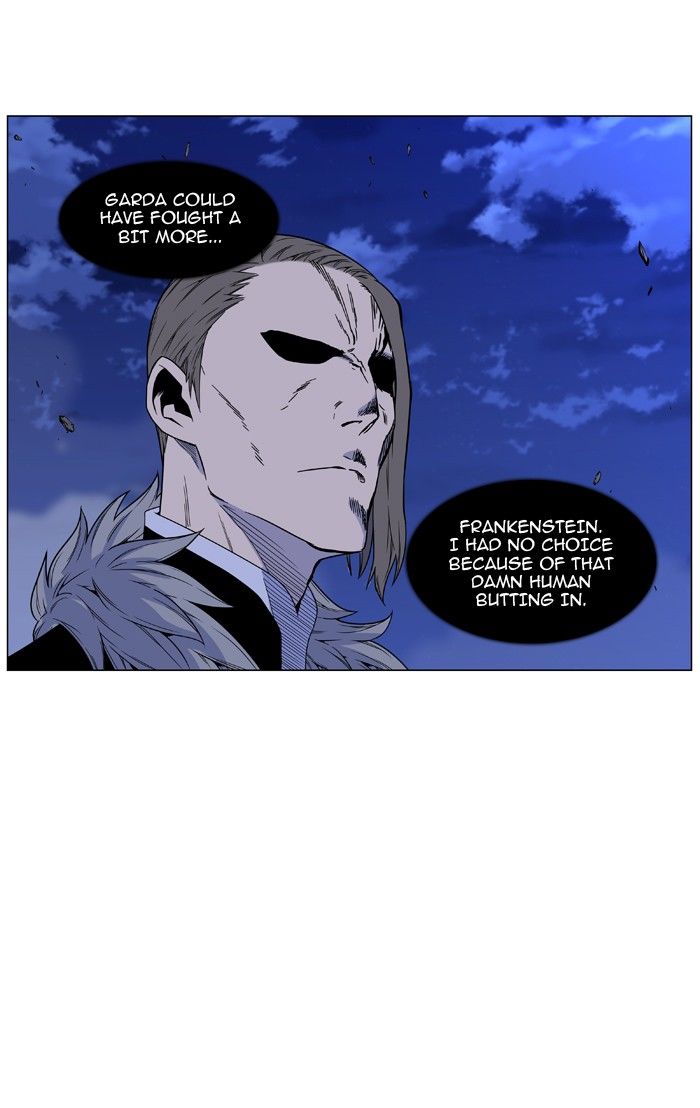 GARDA COULD
HAVE FOUGHT A
BIT MORE...
FRANKENSTEIN.
I HAD NO CHOICE
BECAUSE OF THAT
DAMN HUMAN
BUTTING IN.